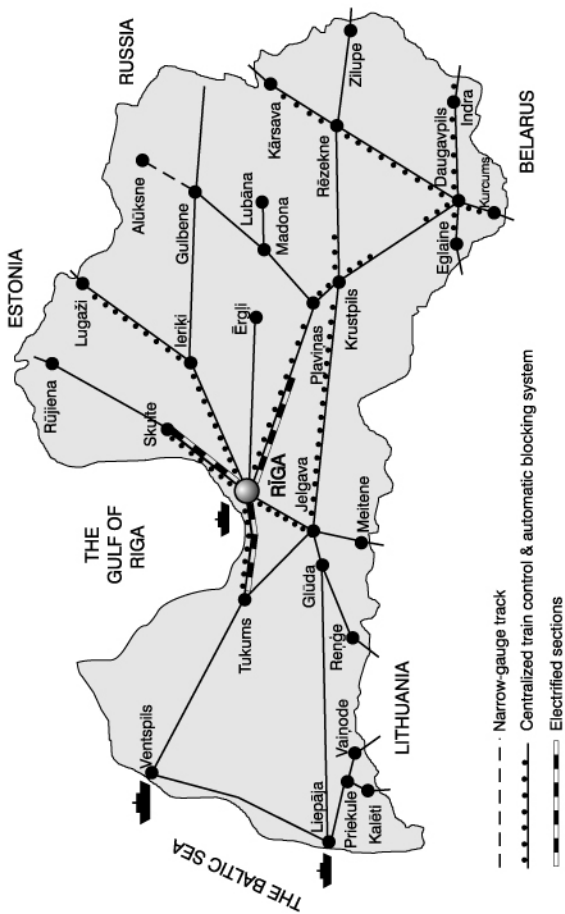 ESTONIA
RUSSIA
THE
GULF OF
RIGA
THE BALTIC SEA
LITHUANIA
BELARUS
Ventspils
Tukums
Liepāja
Priekule
Kalēti
Vaiņode
Reņģe
Glūda
Jelgava
Meitene
RĪGA
Skulte
Rūjiena
Lugaži
Ieriki
Ērgļi
Alūksne
Gulbene
Lubāna
Madona
Pļaviņas
Krustpils
Kārsava
Rēzekne
Zilupe
Daugavpils
Indra
Eglaine
Kurcums
Narrow-gauge track
Centralized train control & automatic blocking system
Electrified sections